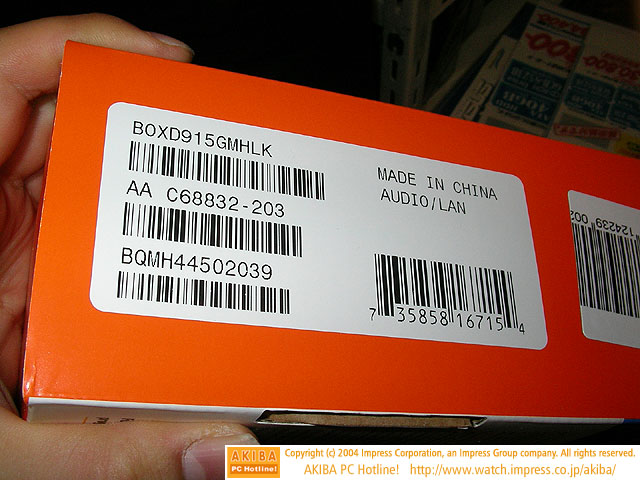 BOXD915GMHLK
AA C68832-203
BQMH44502039
MADE IN CHINA
AUDIO/LAN
7 35858 16715 4
"124239" 002
AKIBA
PC Hotline!
Copyright (c) 2004 Impress Corporation, an Impress Group company. All rights reserved.
AKIBA PC Hotline! http://www.watch.impress.co.jp/akiba/